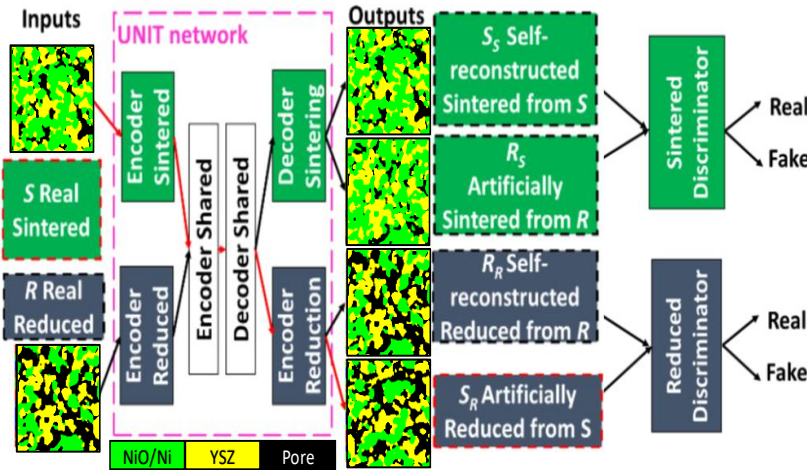 Inputs
UNIT network
Outputs
S Real
Sintered
R Real
Reduced
Encoder
Sintered
Encoder
Reduced
Encoder Shared
Decoder Shared
Decoder
Sintering
Encoder
Reduction
S_S Self-
reconstructed
Sintered from S
R_S
Artificially
Sintered from R
R_R Self-
reconstructed
Reduced from R
S_R Artificially
Reduced from S
Sintered
Discriminator
Real
Fake
Reduced
Discriminator
Real
Fake
NiO/Ni YSZ Pore